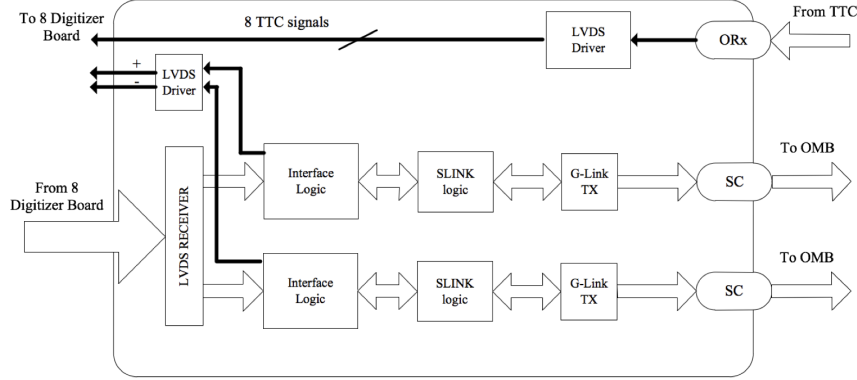 To 8 Digitizer
Board
8 TTC signals
LVDS
Driver
ORx
From TTC
+
-
LVDS
Driver
From 8
Digitizer Board
LVDS RECEIVER
Interface
Logic
SLINK
logic
G-Link
TX
SC
To OMB
Interface
Logic
SLINK
logic
G-Link
TX
SC
To OMB